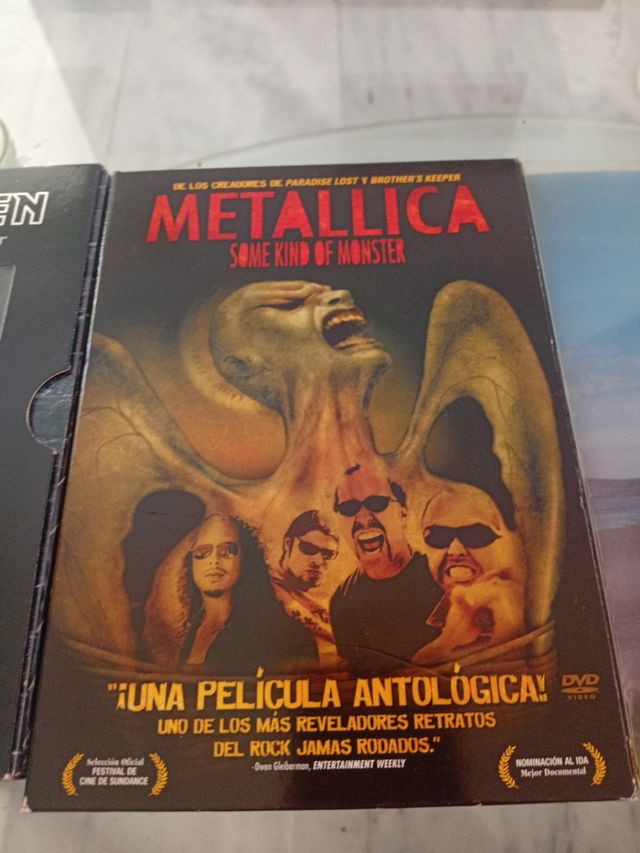 EN
T
DE LOS CREADORES DE PARADISE LOST Y BROTHER'S KEEPER
METALLICA
SOME KIND OF MONSTER
"¡UNA PELÍCULA ANTOLÓGICA!
UNO DE LOS MÁS REVELADORES RETRATOS
DEL ROCK JAMAS RODADOS."
-Owen Gleiberman, ENTERTAINMENT WEEKLY
DVD
VIDEO
Selección Oficial
FESTIVAL DE
CINE DE SUNDANCE
NOMINACIÓN AL IDA
Mejor Documental